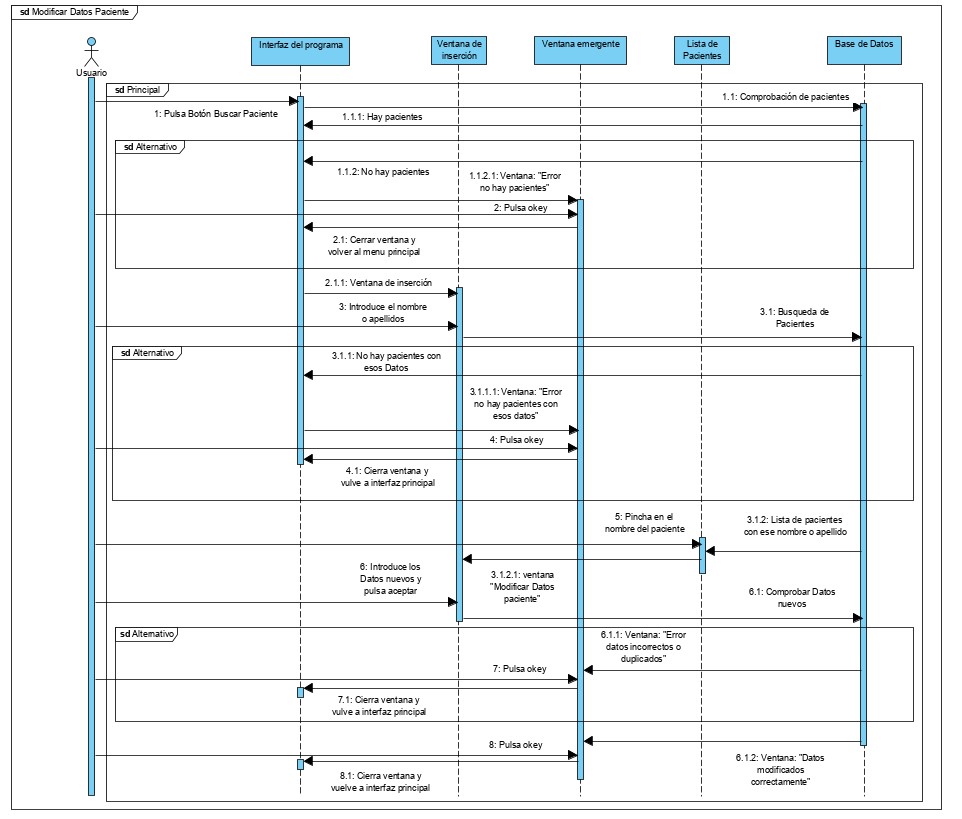 sd Modificar Datos Paciente
Usuario
Interfaz del programa
Ventana de
inserción
Ventana emergente
Lista de
Pacientes
Base de Datos
sd Principal
1: Pulsa Botón Buscar Paciente
1.1: Comprobación de pacientes
1.1.1: Hay pacientes
sd Alternativo
1.1.2: No hay pacientes
1.1.2.1: Ventana: "Error
no hay pacientes"
2: Pulsa okey
2.1: Cerrar ventana y
volver al menu principal
2.1.1: Ventana de inserción
3: Introduce el nombre
o apellidos
3.1: Busqueda de
Pacientes
sd Alternativo
3.1.1: No hay pacientes con
esos Datos
3.1.1.1: Ventana: "Error
no hay pacientes con
esos datos"
4: Pulsa okey
4.1: Cierra ventana y
vulve a interfaz principal
5: Pincha en el
nombre del paciente
3.1.2: Lista de pacientes
con ese nombre o apellido
6: Introduce los
Datos nuevos y
pulsa aceptar
3.1.2.1: ventana
"Modificar Datos
paciente"
6.1: Comprobar Datos
nuevos
sd Alternativo
6.1.1: Ventana: "Error
datos incorrectos o
duplicados"
7: Pulsa okey
7.1: Cierra ventana y
vulve a interfaz principal
8: Pulsa okey
6.1.2: Ventana: "Datos
modificados
correctamente"
8.1: Cierra ventana y
vuelve a interfaz principal